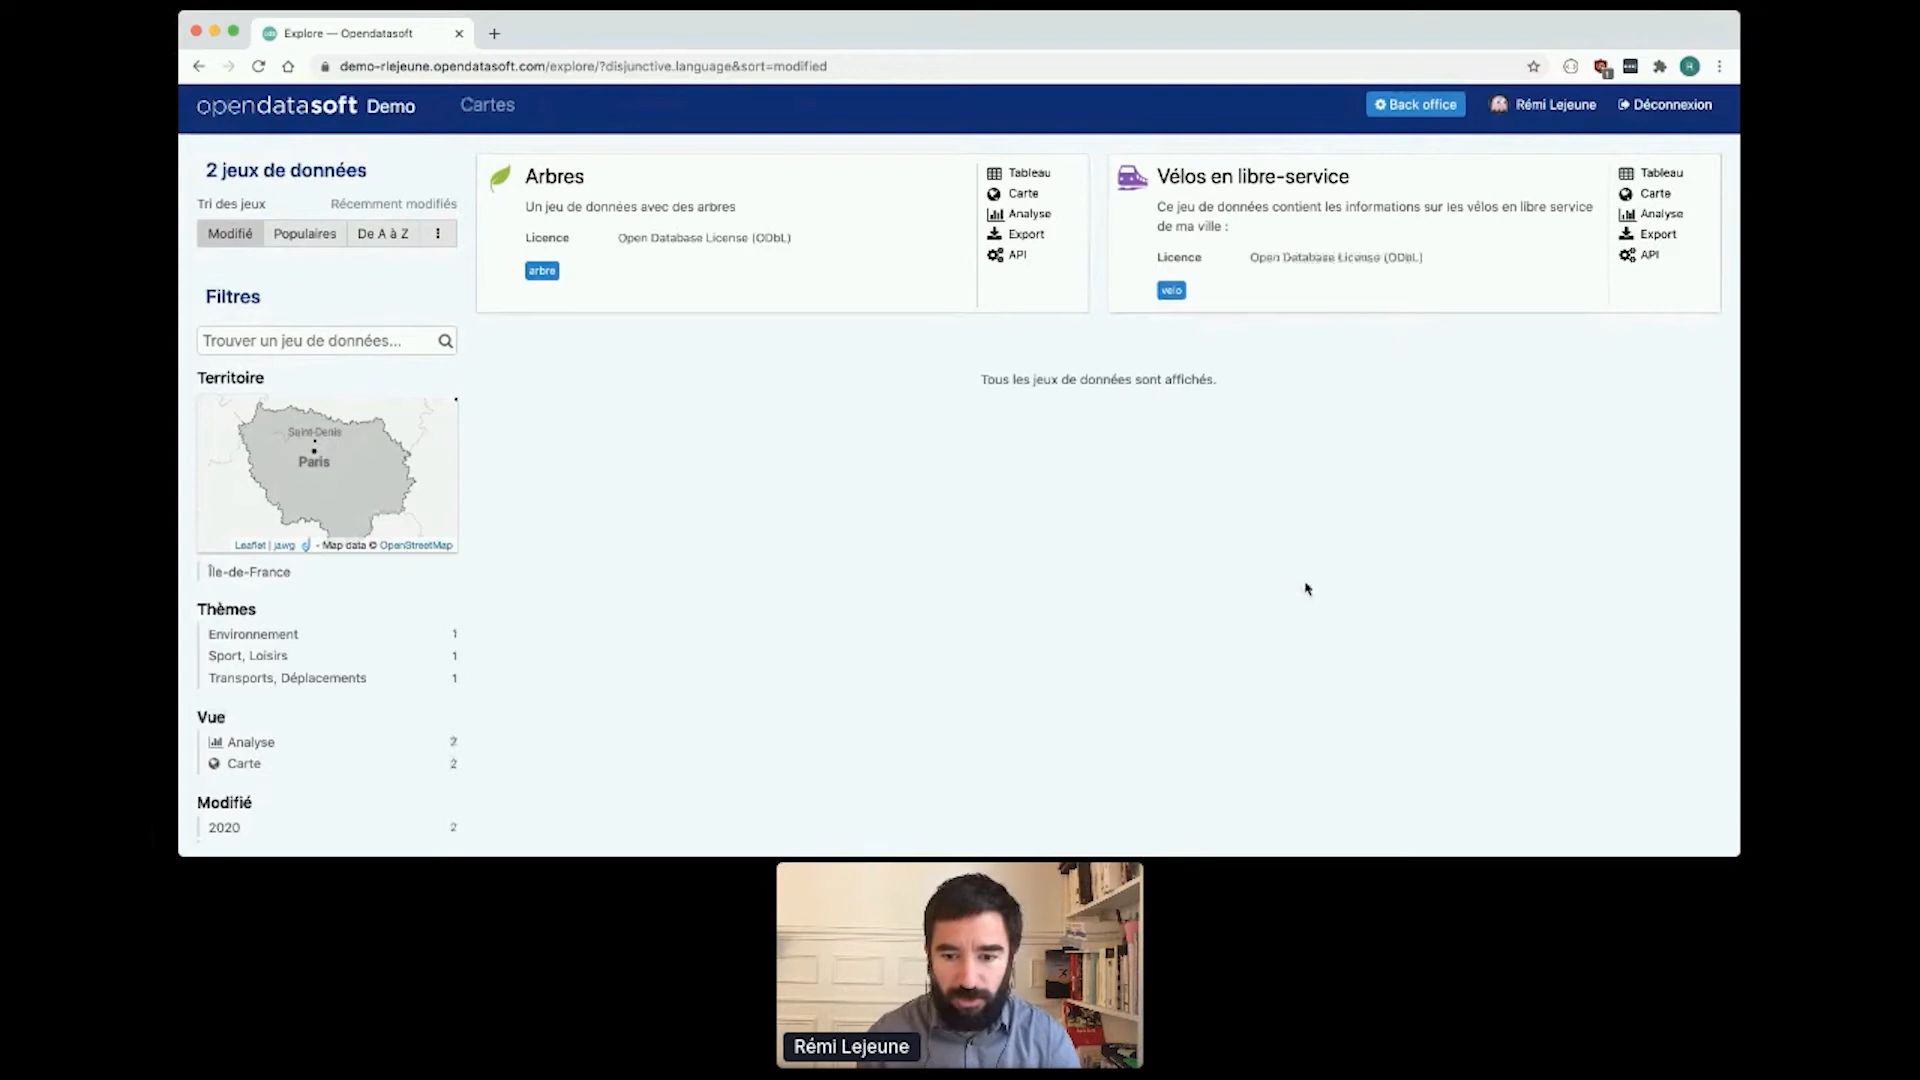 Explore — Opendatasoft
demo-rlejeune.opendatasoft.com/explore/?disjunctive.language&sort=modified
opendatasoft Demo
Cartes
Back office
Rémi Lejeune
Déconnexion
2 jeux de données
Tri des jeux
Récemment modifiés
Modifié
Populaires
De A à Z
Filtres
Trouver un jeu de données...
Territoire
Saint-Denis
Paris
Leaflet | jawg - Map data © OpenStreetMap
Île-de-France
Thèmes
Environnement 1
Sport, Loisirs 1
Transports, Déplacements 1
Vue
Analyse 2
Carte 2
Modifié
2020 2
Arbres
Un jeu de données avec des arbres
Licence Open Database License (ODbL)
arbre
Tableau
Carte
Analyse
Export
API
Vélos en libre-service
Ce jeu de données contient les informations sur les vélos en libre service
de ma ville :
Licence Open Database License (ODbL)
velo
Tableau
Carte
Analyse
Export
API
Tous les jeux de données sont affichés.
Rémi Lejeune